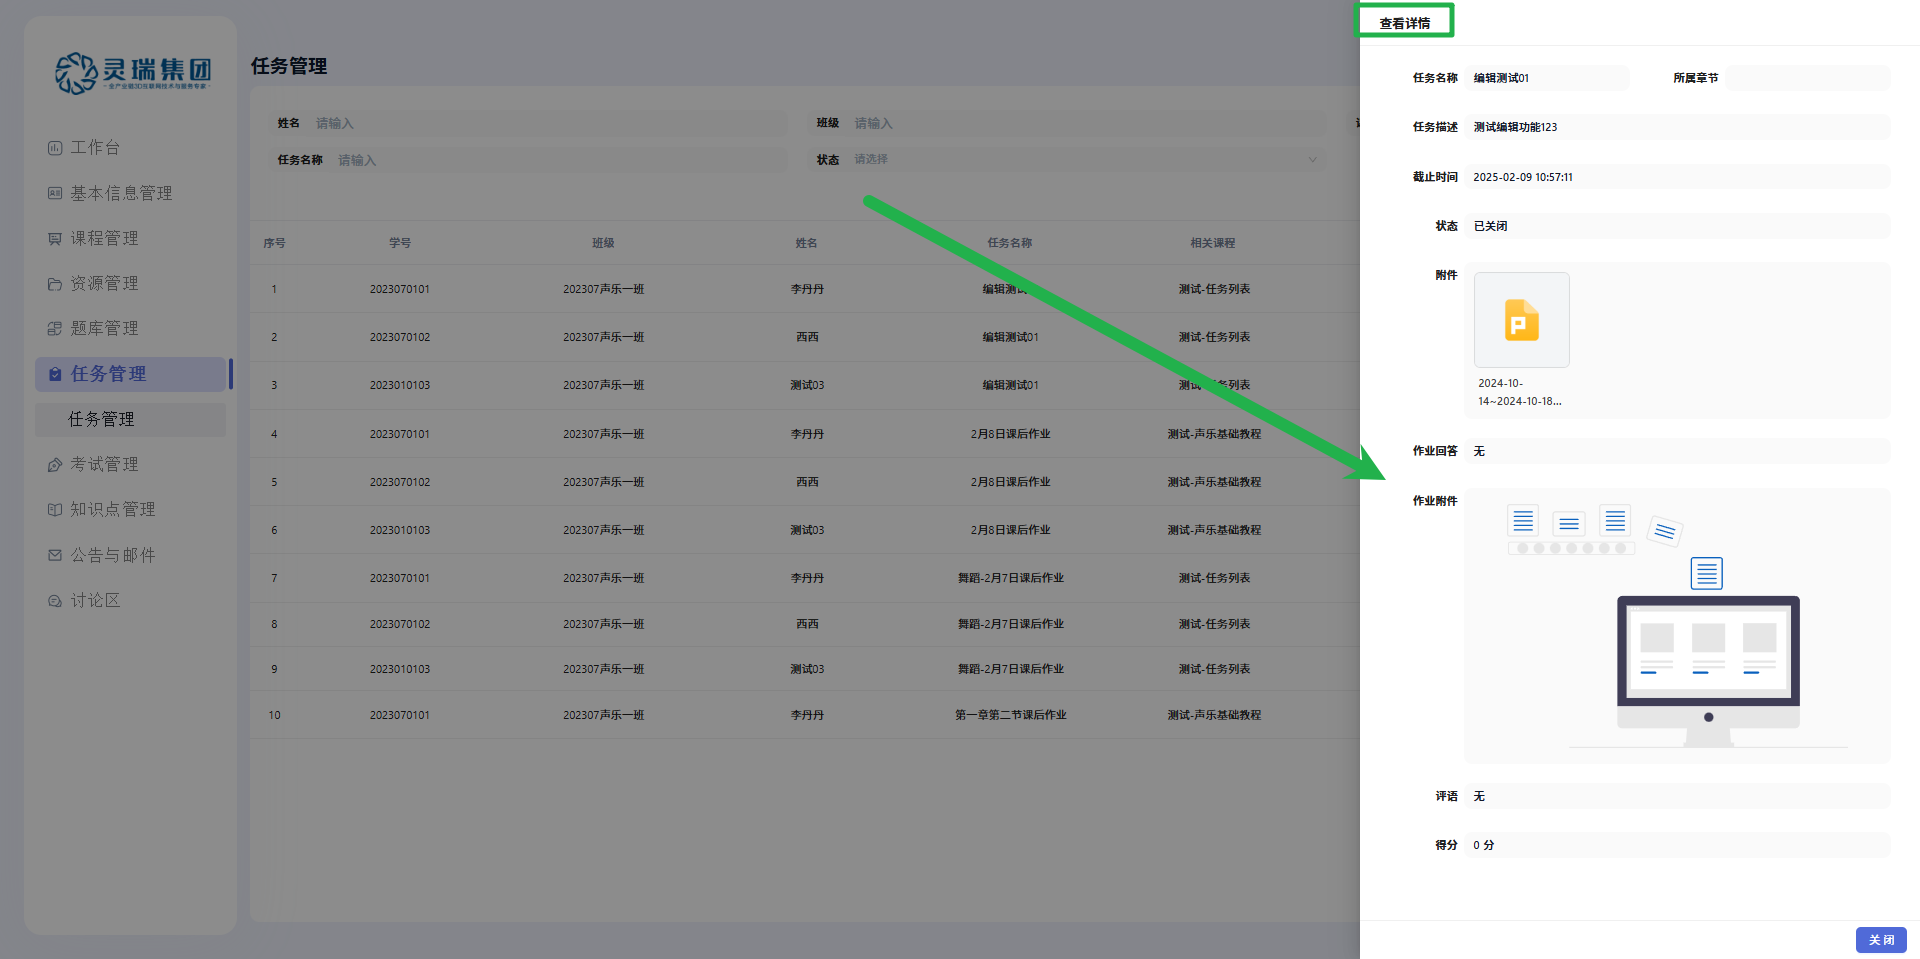 灵瑞集团
-全产业链3D互联网技术与服务专家-
工作台
基本信息管理
课程管理
资源管理
题库管理
任务管理
任务管理
考试管理
知识点管理
公告与邮件
讨论区
任务管理
姓名 请输入 班级 请输入
任务名称 请输入 状态 请选择
序号 学号 班级 姓名 任务名称 相关课程
1 2023070101 202307声乐一班 李丹丹 编辑测试 测试-任务列表
2 2023070102 202307声乐一班 西西 编辑测试01 测试-任务列表
3 2023010103 202307声乐一班 测试03 编辑测试01 测试-任务列表
4 2023070101 202307声乐一班 李丹丹 2月8日课后作业 测试-声乐基础教程
5 2023070102 202307声乐一班 西西 2月8日课后作业 测试-声乐基础教程
6 2023010103 202307声乐一班 测试03 2月8日课后作业 测试-声乐基础教程
7 2023070101 202307声乐一班 李丹丹 舞蹈-2月7日课后作业 测试-任务列表
8 2023070102 202307声乐一班 西西 舞蹈-2月7日课后作业 测试-任务列表
9 2023010103 202307声乐一班 测试03 舞蹈-2月7日课后作业 测试-任务列表
10 2023070101 202307声乐一班 李丹丹 第一章第二节课后作业 测试-声乐基础教程
查看详情
任务名称 编辑测试01 所属章节
任务描述 测试编辑功能123
截止时间 2025-02-09 10:57:11
状态 已关闭
附件
P
2024-10-
14~2024-10-18...
作业回答 无
作业附件
评语 无
得分 0 分
关 闭